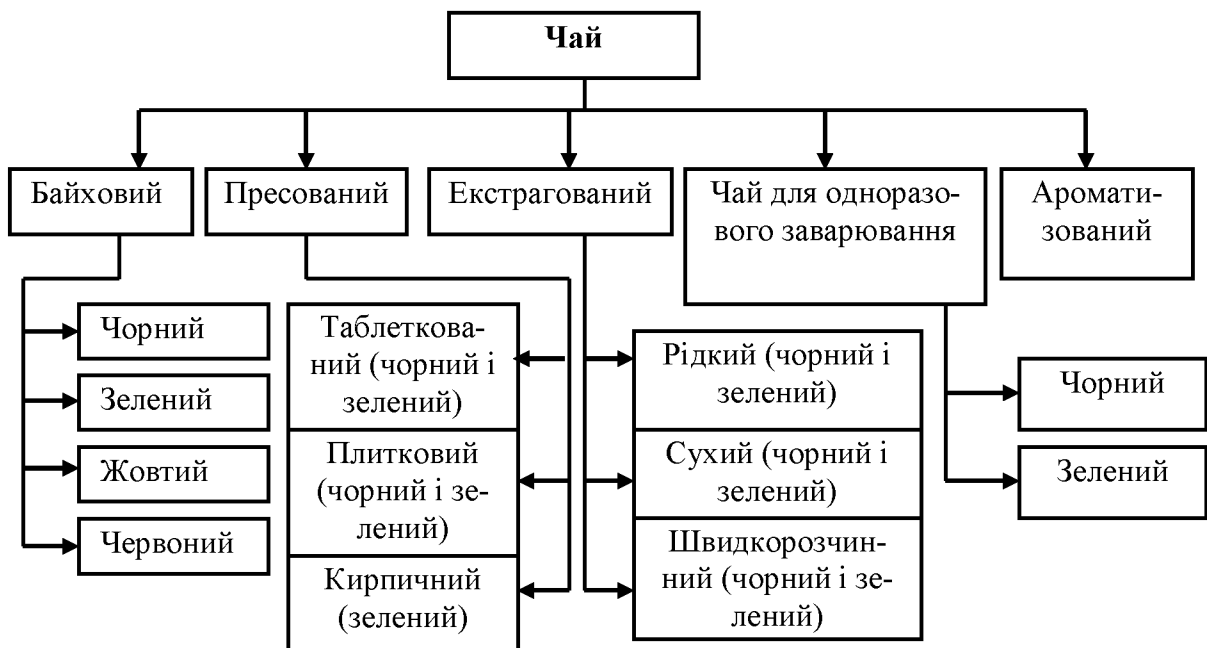 Чай
Байховий
Пресований
Екстрагований
Чай для одноразо-
вого заварювання
Аромати-
зований
Чорний
Зелений
Жовтий
Червоний
Таблеткова-
ний (чорний і
зелений)
Плитковий
(чорний і зе-
лений)
Кирпичний
(зелений)
Рідкий (чорний і
зелений)
Сухий (чорний і
зелений)
Швидкорозчин-
ний (чорний і зе-
лений)
Чорний
Зелений